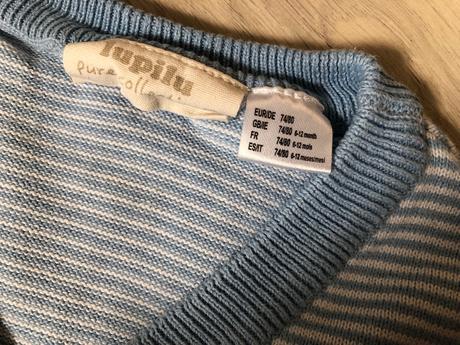 lupilu
pure collection
EUR/DE 74/80
GB/IE 74/80 6-12 month
FR 74/80 6-12 mois
ES/IT 74/80 6-12 meses/mesi